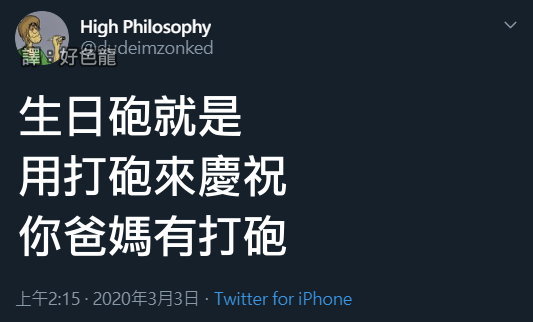 High Philosophy
@dudeimzonked
譯：好色龍
生日砲就是
用打砲來慶祝
你爸媽有打砲
上午2:15 · 2020年3月3日 · Twitter for iPhone